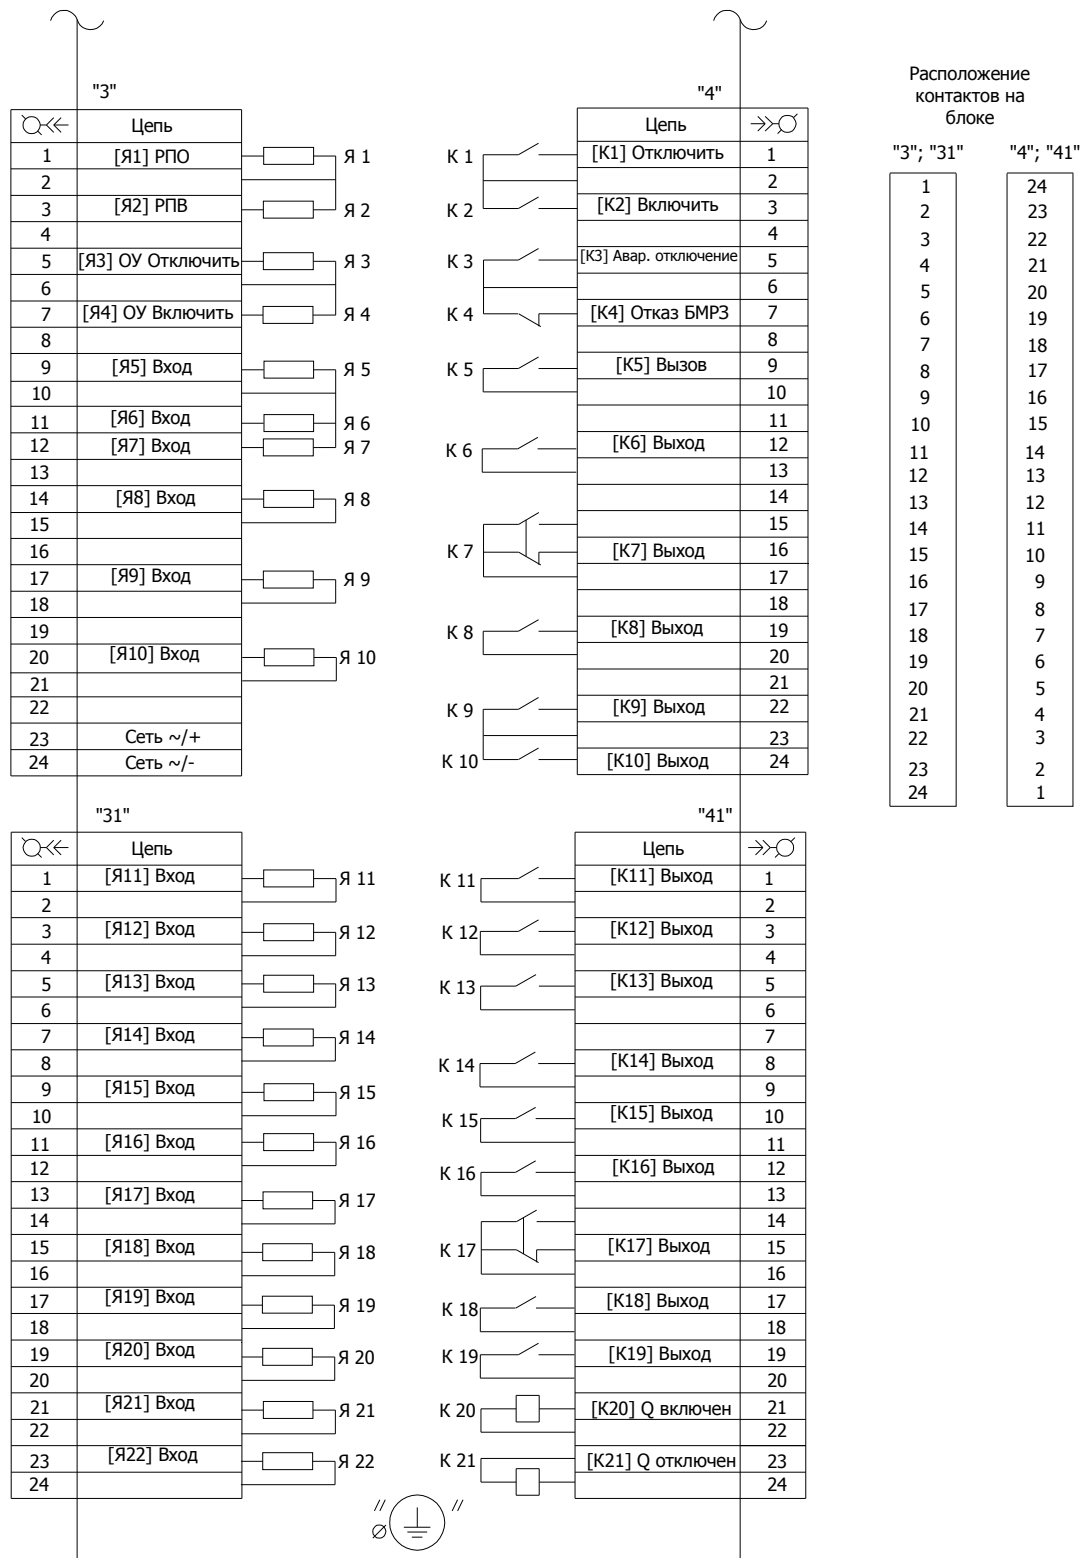 "3"
Цепь
1 [Я1] РПО Я 1
2
3 [Я2] РПВ Я 2
4
5 [Я3] ОУ Отключить Я 3
6
7 [Я4] ОУ Включить Я 4
8
9 [Я5] Вход Я 5
10
11 [Я6] Вход Я 6
12 [Я7] Вход Я 7
13
14 [Я8] Вход Я 8
15
16
17 [Я9] Вход Я 9
18
19
20 [Я10] Вход Я 10
21
22
23 Сеть ~/+
24 Сеть ~/-
"4"
Цепь
К 1 [К1] Отключить 1
2
К 2 [К2] Включить 3
4
К 3 [К3] Авар. отключение 5
6
К 4 [К4] Отказ БМРЗ 7
8
К 5 [К5] Вызов 9
10
11
К 6 [К6] Выход 12
13
14
15
К 7 [К7] Выход 16
17
18
К 8 [К8] Выход 19
20
21
К 9 [К9] Выход 22
23
К 10 [К10] Выход 24
Расположение
контактов на
блоке
"3"; "31" "4"; "41"
1 24
2 23
3 22
4 21
5 20
6 19
7 18
8 17
9 16
10 15
11 14
12 13
13 12
14 11
15 10
16 9
17 8
18 7
19 6
20 5
21 4
22 3
23 2
24 1
"31"
Цепь
1 [Я11] Вход Я 11
2
3 [Я12] Вход Я 12
4
5 [Я13] Вход Я 13
6
7 [Я14] Вход Я 14
8
9 [Я15] Вход Я 15
10
11 [Я16] Вход Я 16
12
13 [Я17] Вход Я 17
14
15 [Я18] Вход Я 18
16
17 [Я19] Вход Я 19
18
19 [Я20] Вход Я 20
20
21 [Я21] Вход Я 21
22
23 [Я22] Вход Я 22
24
"41"
Цепь
К 11 [К11] Выход 1
2
К 12 [К12] Выход 3
4
К 13 [К13] Выход 5
6
7
К 14 [К14] Выход 8
9
К 15 [К15] Выход 10
11
К 16 [К16] Выход 12
13
14
К 17 [К17] Выход 15
16
К 18 [К18] Выход 17
18
К 19 [К19] Выход 19
20
К 20 [К20] Q включен 21
22
К 21 [К21] Q отключен 23
24